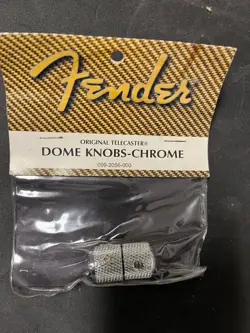 Fender
ORIGINAL TELECASTER®
DOME KNOBS-CHROME
099-2056-000